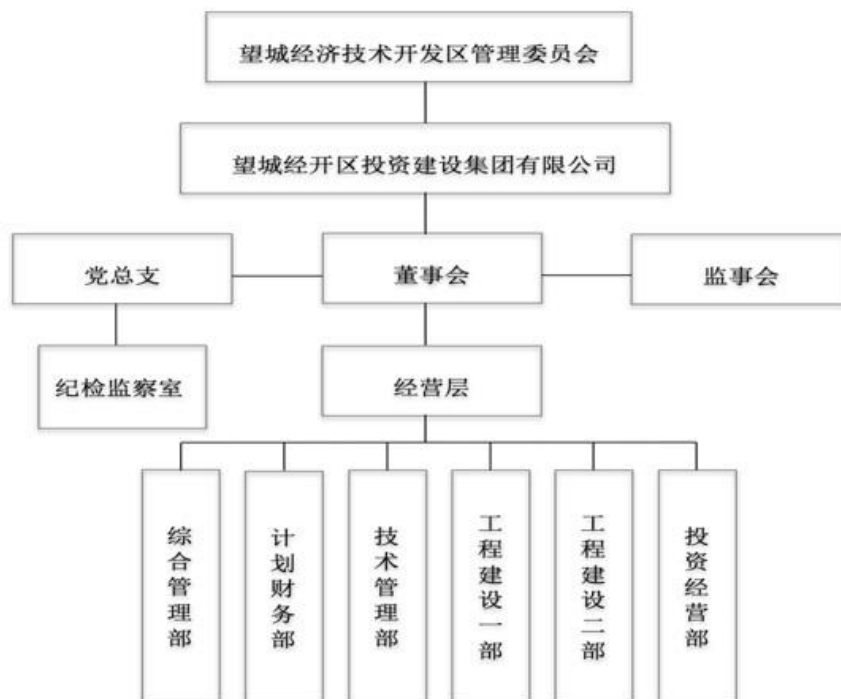 望城经济技术开发区管理委员会
望城经开区投资建设集团有限公司
党总支
董事会
监事会
纪检监察室
经营层
综合管理部
计划财务部
技术管理部
工程建设一部
工程建设二部
投资经营部